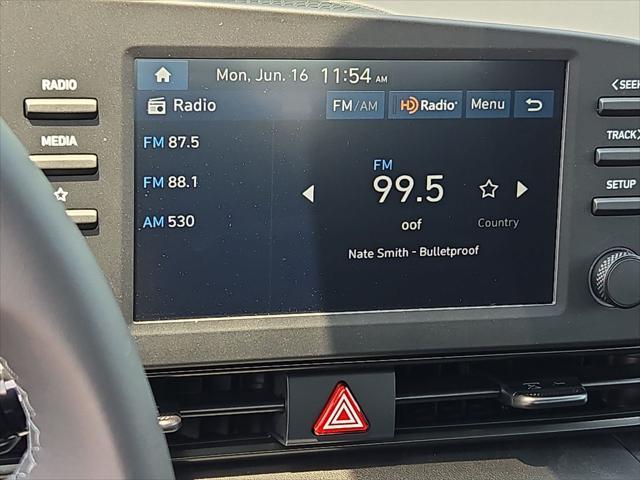 RADIO
MEDIA
Mon, Jun. 16 11:54 AM
Radio
FM/AM
HD Radio
Menu
FM 87.5
FM 88.1
AM 530
FM
99.5
oof
Country
Nate Smith - Bulletproof
<SEEK
TRACK>
SETUP